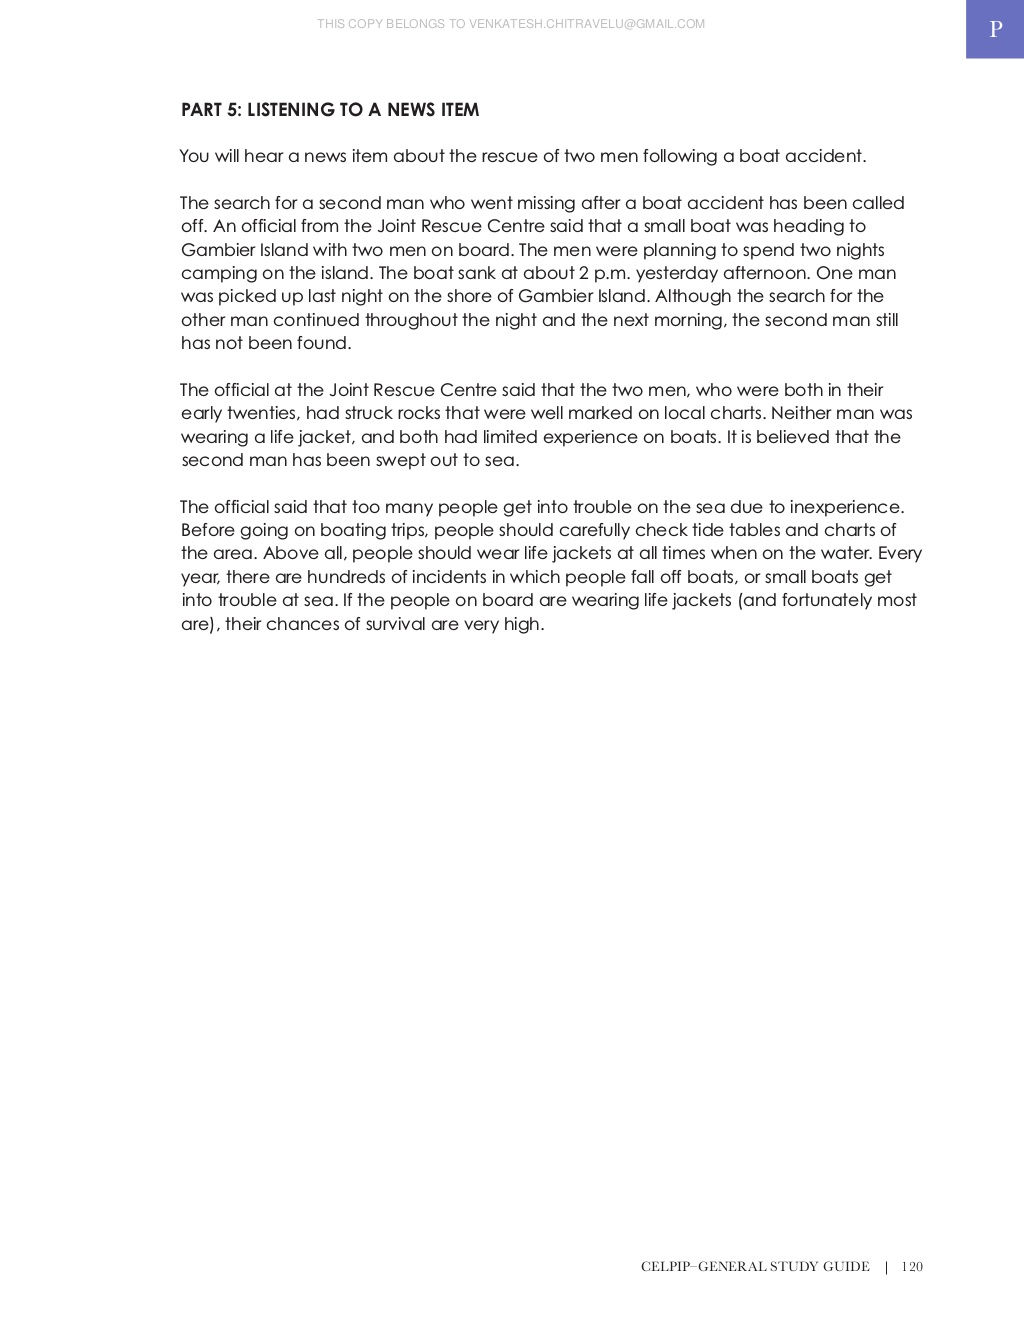 THIS COPY BELONGS TO VENKATESH.CHITRAVELU@GMAIL.COM
P
PART 5: LISTENING TO A NEWS ITEM
You will hear a news item about the rescue of two men following a boat accident.
The search for a second man who went missing after a boat accident has been called
off. An official from the Joint Rescue Centre said that a small boat was heading to
Gambier Island with two men on board. The men were planning to spend two nights
camping on the island. The boat sank at about 2 p.m. yesterday afternoon. One man
was picked up last night on the shore of Gambier Island. Although the search for the
other man continued throughout the night and the next morning, the second man still
has not been found.
The official at the Joint Rescue Centre said that the two men, who were both in their
early twenties, had struck rocks that were well marked on local charts. Neither man was
wearing a life jacket, and both had limited experience on boats. It is believed that the
second man has been swept out to sea.
The official said that too many people get into trouble on the sea due to inexperience.
Before going on boating trips, people should carefully check tide tables and charts of
the area. Above all, people should wear life jackets at all times when on the water. Every
year, there are hundreds of incidents in which people fall off boats, or small boats get
into trouble at sea. If the people on board are wearing life jackets (and fortunately most
are), their chances of survival are very high.
CELPIP–GENERAL STUDY GUIDE | 120